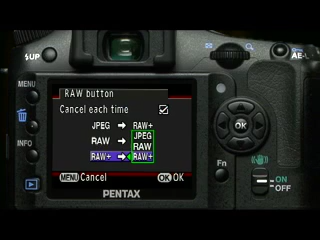 UP
AE-L
RAW button
MENU
Cancel each time
JPEG RAW+
JPEG
RAW RAW
RAW+ RAW+
INFO
OK
MENU Cancel OK OK
Fn
ON
OFF
PENTAX